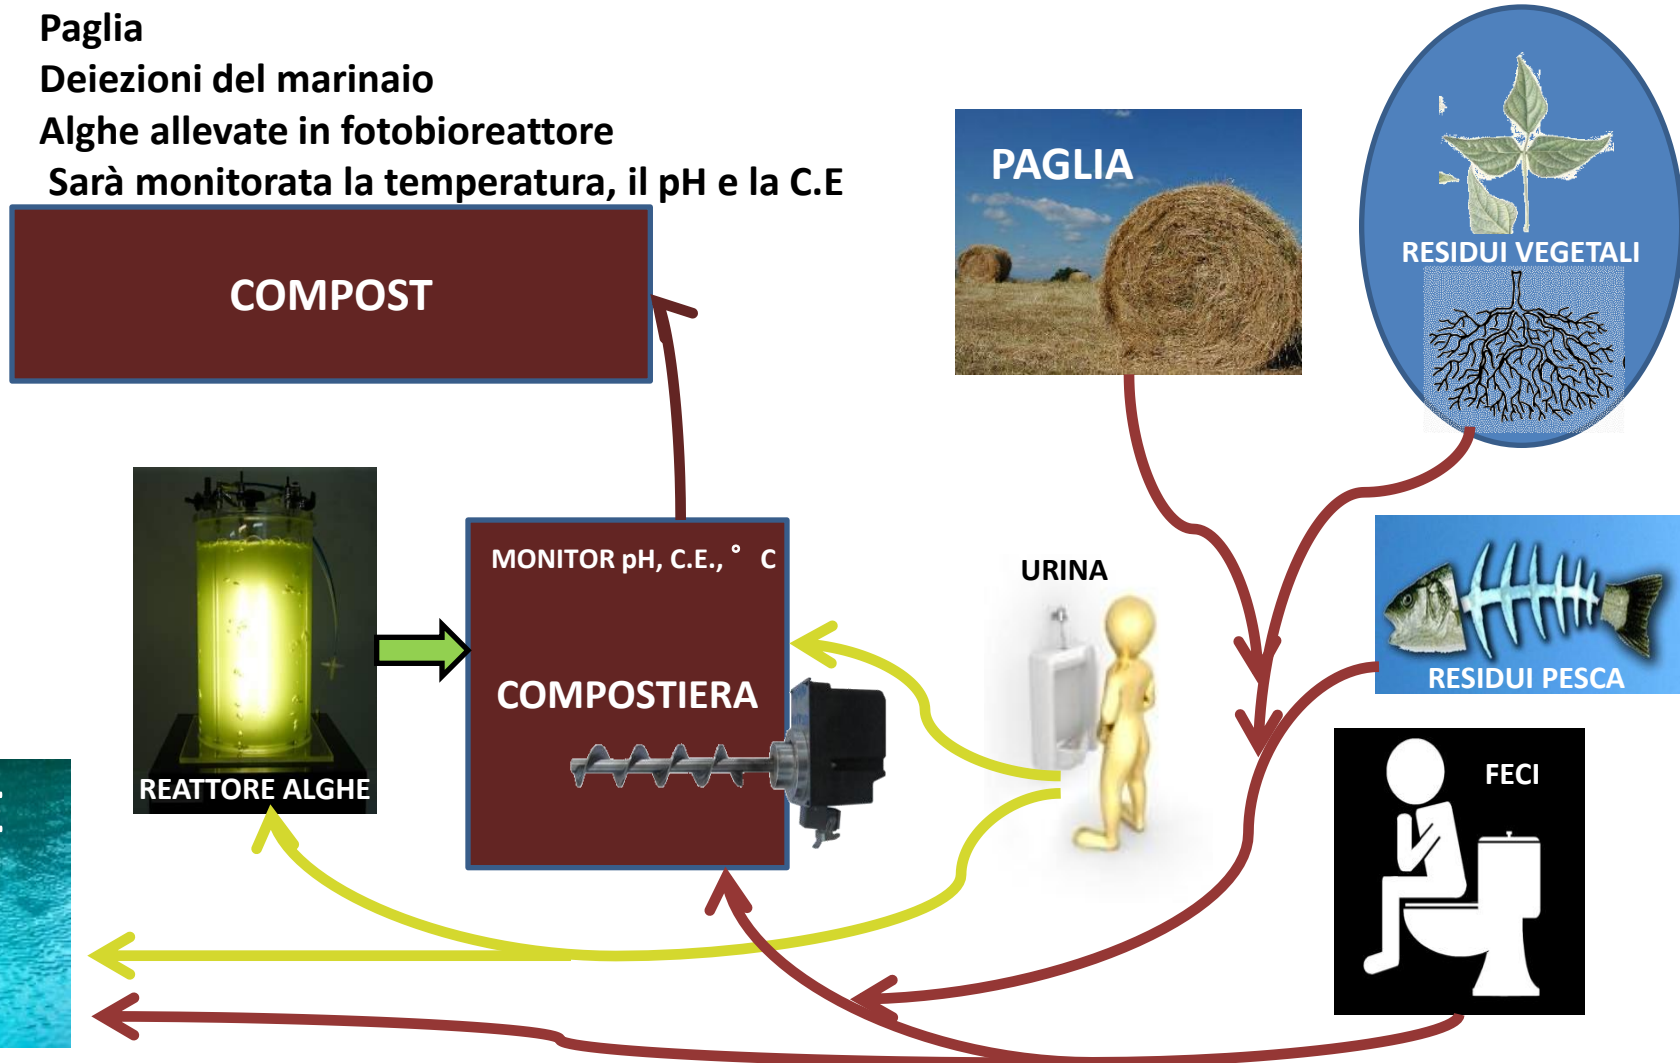 Paglia
Deiezioni del marinaio
Alghe allevate in fotobioreattore
Sarà monitorata la temperatura, il pH e la C.E
COMPOST
PAGLIA
RESIDUI VEGETALI
MONITOR pH, C.E., ° C
URINA
COMPOSTIERA
RESIDUI PESCA
REATTORE ALGHE
FECI